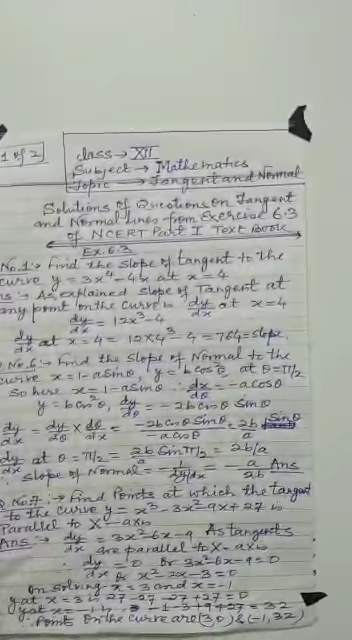 1 of 2
class → XII
Subject → Mathematics
Topic → Tangent and Normal
Solutions of Questions on Tangent
and Normal lines from Exercise 6.3
of NCERT Part I Text Book
Ex. 6.3
No.1 :→ Find the slope of tangent to the
curve y = 3x⁴ - 4x at x = 4
As explained slope of Tangent at
any point on the curve is dy/dx at x = 4
dy/dx = 12x³ - 4
dy/dx at x = 4 = 12×4³ - 4 = 764 = slope.
No.6 :→ Find the slope of Normal to the
curve x = 1 - a sinθ, y = b cos²θ at θ = π/2
So here x = 1 - a sinθ ∴ dx/dθ = -a cosθ
y = b cos²θ, dy/dθ = -2b cosθ sinθ
dy/dx = dy/dθ × dθ/dx = -2b cosθ sinθ / -a cosθ = 2b/a sinθ
dy/dx at θ = π/2 = 2b sin π/2 / a = 2b/a
∴ slope of Normal = -1/dy/dx = -a/2b Ans
Q No.7 :→ Find Points at which the tangent
to the curve y = x³ - 3x² - 9x + 27 is
Parallel to X-axis
Ans :→ dy/dx = 3x² - 6x - 9 As tangents
are parallel to X-axis
∴ dy/dx = 0 or 3x² - 6x - 9 = 0
or x² - 2x - 3 = 0
On solving x = 3 and x = -1
y at x = 3 is 27 - 27 - 27 + 27 = 0
y at x = -1 is -1 - 3 + 9 + 27 = 32
∴ Points on the curve are (3,0) & (-1,32)